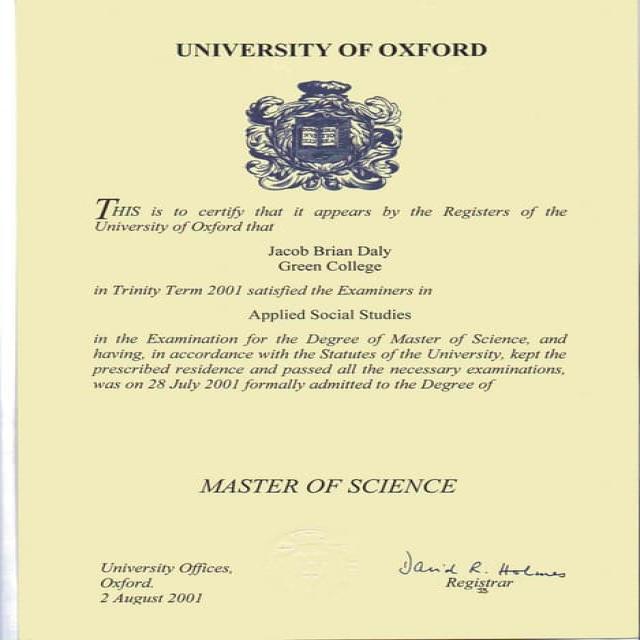 UNIVERSITY OF OXFORD
THIS is to certify that it appears by the Registers of the
University of Oxford that
Jacob Brian Daly
Green College
in Trinity Term 2001 satisfied the Examiners in
Applied Social Studies
in the Examination for the Degree of Master of Science, and
having, in accordance with the Statutes of the University, kept the
prescribed residence and passed all the necessary examinations,
was on 28 July 2001 formally admitted to the Degree of
MASTER OF SCIENCE
University Offices,
Oxford.
2 August 2001
David R. Holmes
Registrar